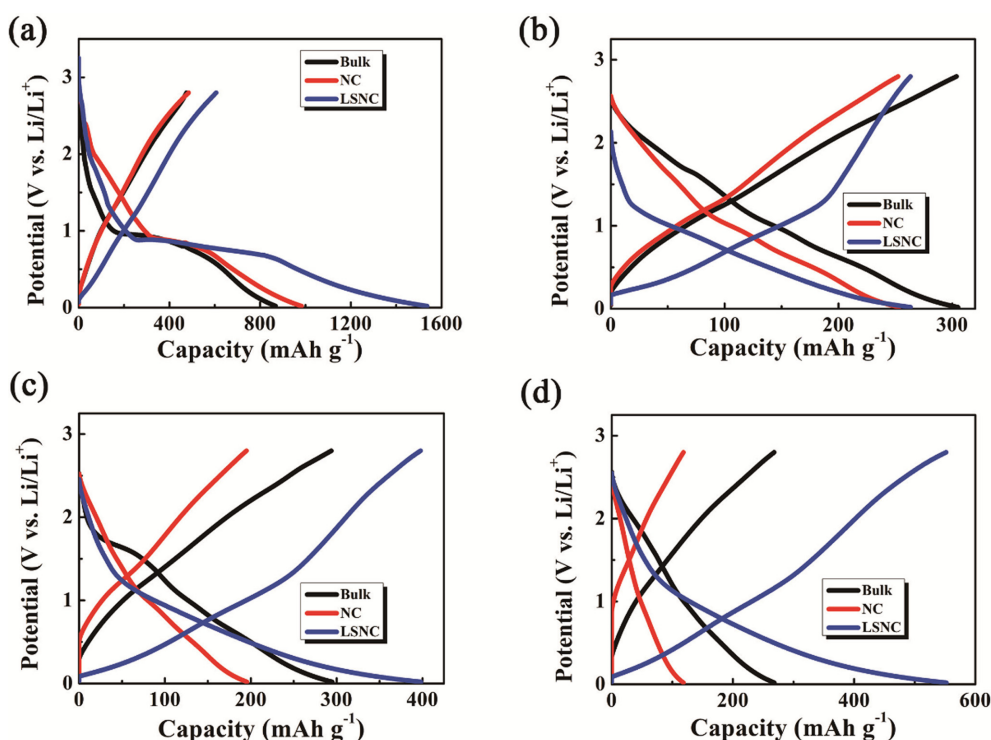 (a)
Bulk
NC
LSNC
Potential (V vs. Li/Li⁺)
3
2
1
0
0 400 800 1200 1600
Capacity (mAh g⁻¹)
(b)
Bulk
NC
LSNC
Potential (V vs. Li/Li⁺)
3
2
1
0
0 100 200 300
Capacity (mAh g⁻¹)
(c)
Bulk
NC
LSNC
Potential (V vs. Li/Li⁺)
3
2
1
0
0 100 200 300 400
Capacity (mAh g⁻¹)
(d)
Bulk
NC
LSNC
Potential (V vs. Li/Li⁺)
3
2
1
0
0 200 400 600
Capacity (mAh g⁻¹)